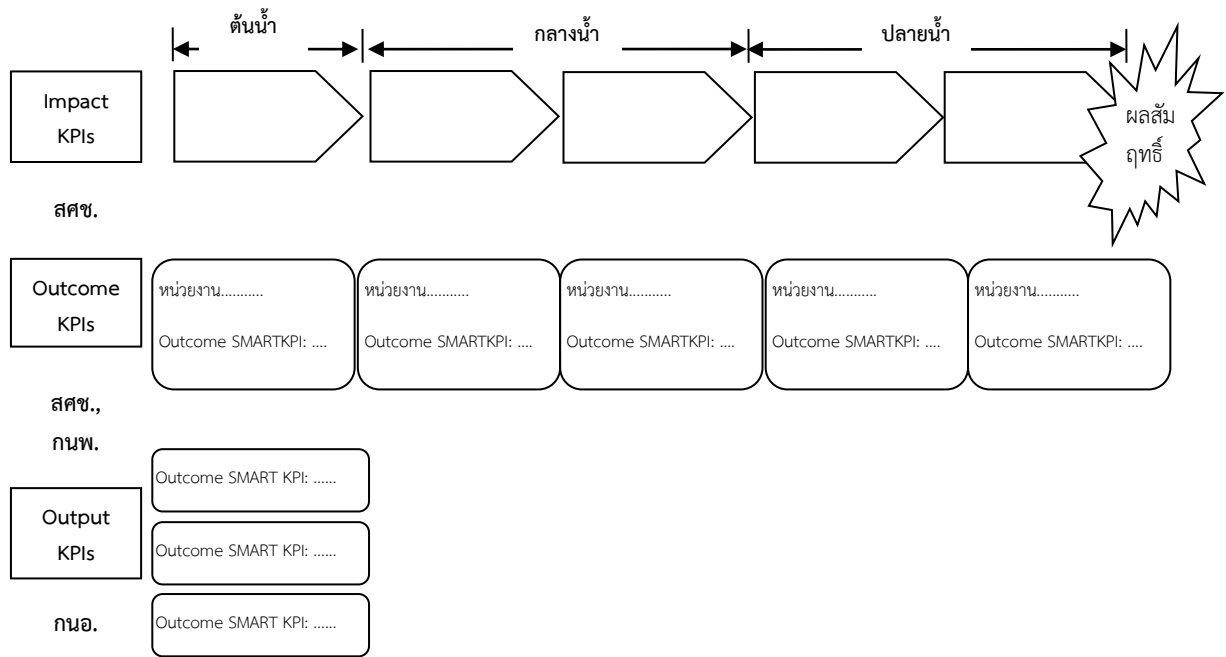 ต้นน้ำ
กลางน้ำ
ปลายน้ำ
Impact
KPIs
ผลสัม
ฤทธิ์
สศช.
Outcome
KPIs
หน่วยงาน...........
Outcome SMARTKPI: ....
หน่วยงาน...........
Outcome SMARTKPI: ....
หน่วยงาน...........
Outcome SMARTKPI: ....
หน่วยงาน...........
Outcome SMARTKPI: ....
หน่วยงาน...........
Outcome SMARTKPI: ....
สศช.,
กนพ.
Output
KPIs
Outcome SMART KPI: ......
Outcome SMART KPI: ......
Outcome SMART KPI: ......
กนอ.